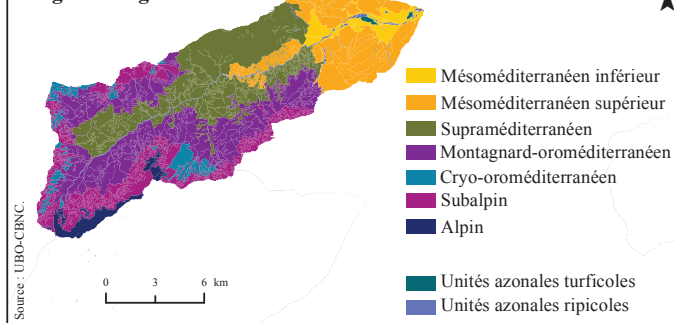 Mésoméditerranéen inférieur
Mésoméditerranéen supérieur
Supraméditerranéen
Montagnard-oroméditerranéen
Cryo-oroméditerranéen
Subalpin
Alpin
Unités azonales turficoles
Unités azonales ripicoles
0 3 6 km
Source : UBO-CBNC.